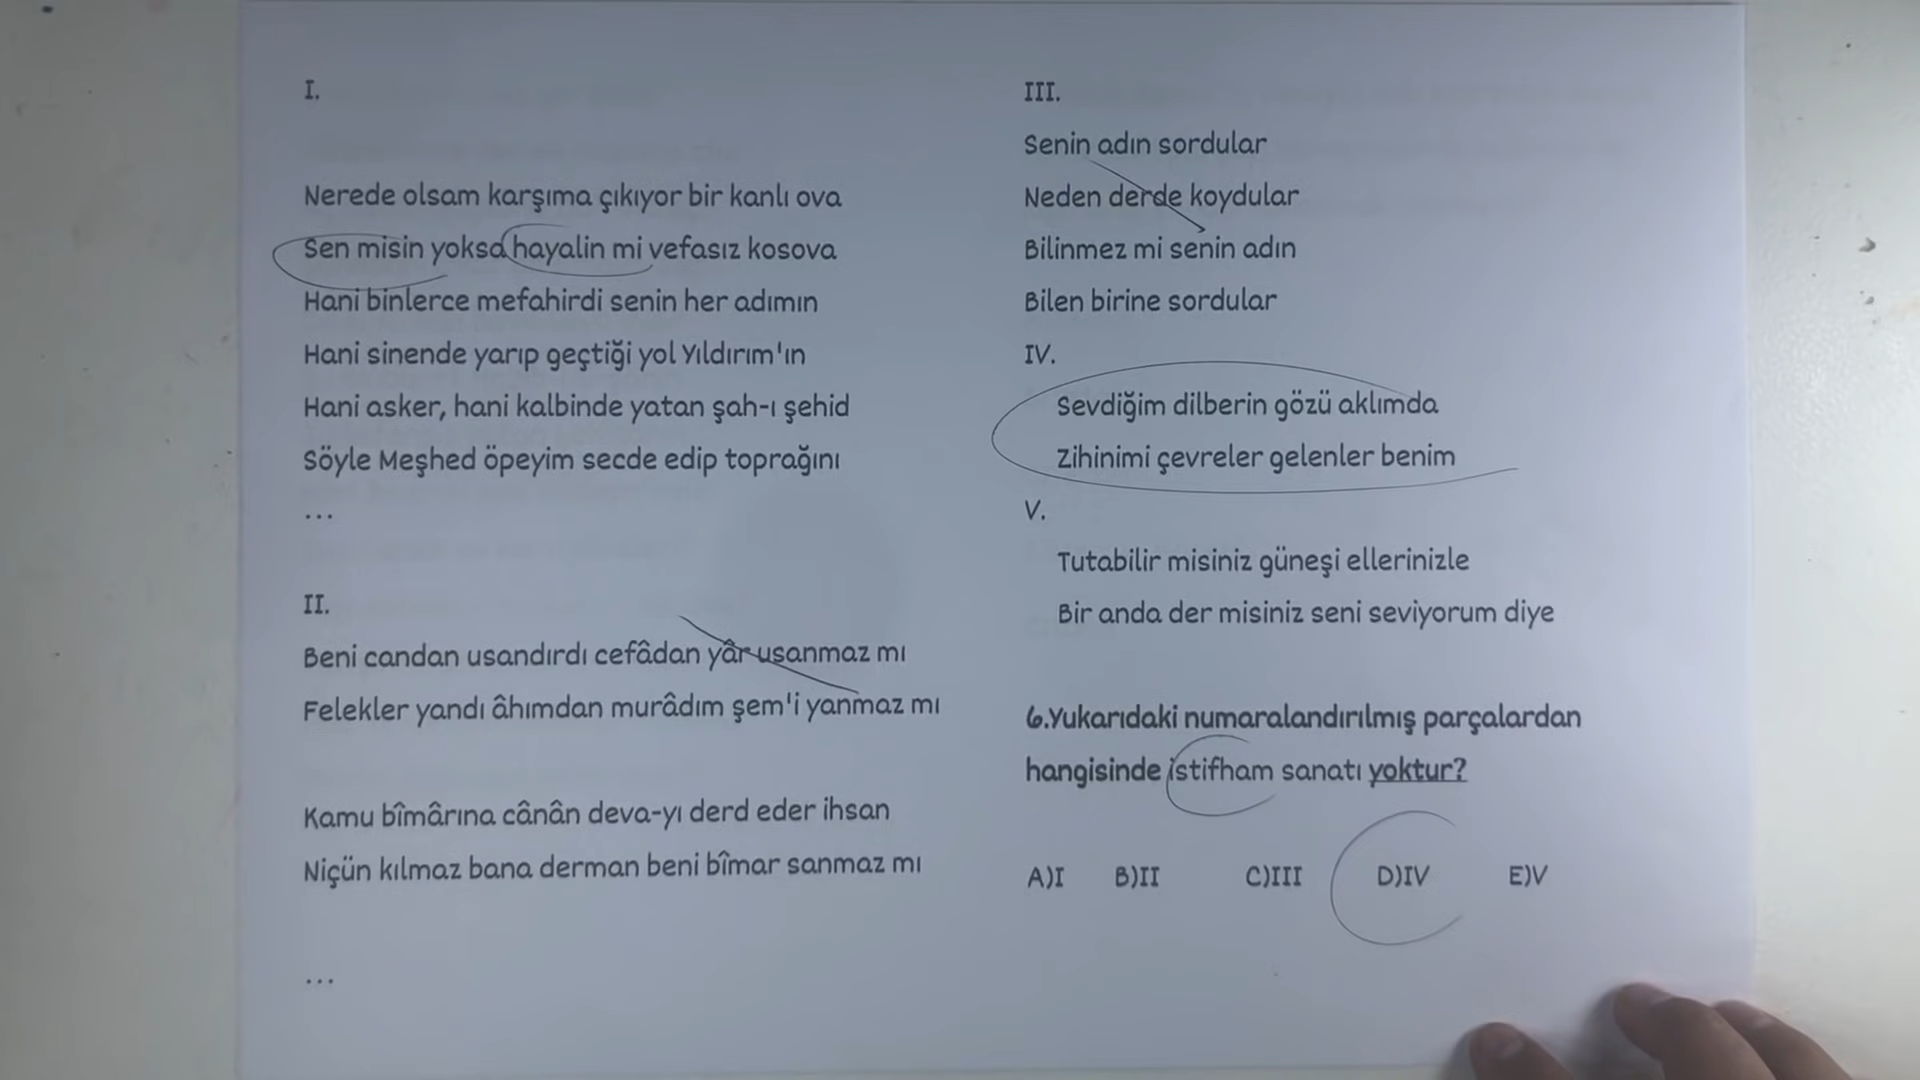 I.
Nerede olsam karşıma çıkıyor bir kanlı ova
Sen misin yoksa hayalin mi vefasız kosova
Hani binlerce mefahirdi senin her adımın
Hani sinende yarıp geçtiği yol Yıldırım'ın
Hani asker, hani kalbinde yatan şah-ı şehid
Söyle Meşhed öpeyim secde edip toprağını
...
II.
Beni candan usandırdı cefâdan yâr usanmaz mı
Felekler yandı âhımdan murâdım şem'i yanmaz mı
Kamu bîmârına cânân deva-yı derd eder ihsan
Niçün kılmaz bana derman beni bîmar sanmaz mı
...
III.
Senin adın sordular
Neden derde koydular
Bilinmez mi senin adın
Bilen birine sordular
IV.
Sevdiğim dilberin gözü aklımda
Zihinimi çevreler gelenler benim
V.
Tutabilir misiniz güneşi ellerinizle
Bir anda der misiniz seni seviyorum diye
6.Yukarıdaki numaralandırılmış parçalardan
hangisinde istifham sanatı yoktur?
A)I B)II C)III D)IV E)V